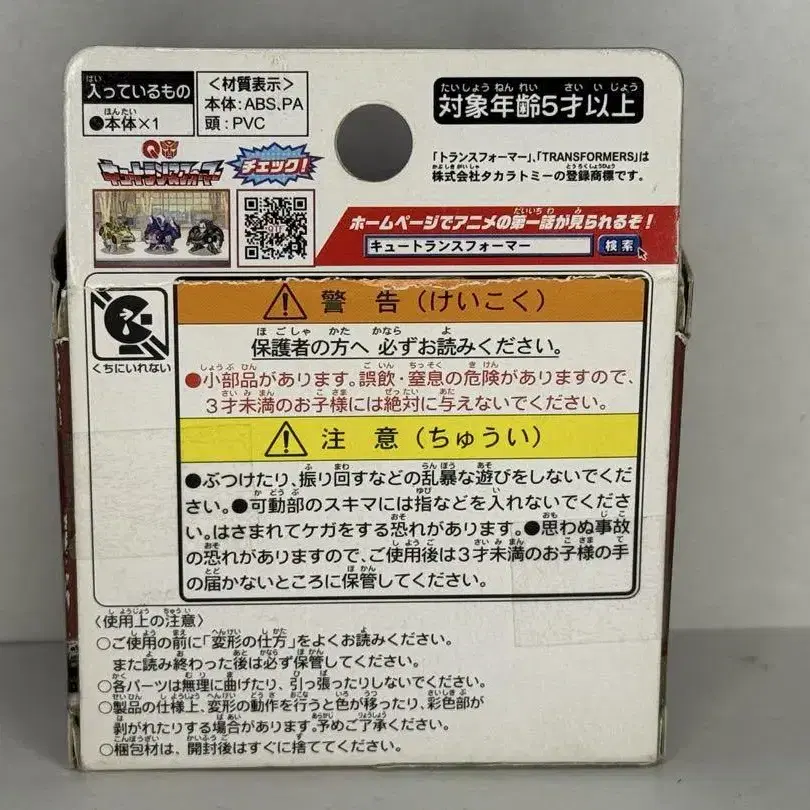 入っているもの
●本体×1
〈材質表示〉
本体:ABS.PA
頭:PVC
対象年齢5才以上
「トランスフォーマー」、「TRANSFORMERS」は
株式会社タカラトミーの登録商標です。
キュートランスフォーマー
チェック!
ホームページでアニメの第一話が見られるぞ!
キュートランスフォーマー 検索
くちにいれない
警告(けいこく)
保護者の方へ 必ずお読みください。
●小部品があります。誤飲・窒息の危険がありますので、
3才未満のお子様には絶対に与えないでください。
注意(ちゅうい)
●ぶつけたり、振り回すなどの乱暴な遊びをしないでくだ
さい。●可動部のスキマには指などを入れないでくださ
い。はさまれてケガをする恐れがあります。●思わぬ事故
の恐れがありますので、ご使用後は3才未満のお子様の手
の届かないところに保管してください。
〈使用上の注意〉
○ご使用の前に「変形の仕方」をよくお読みください。
また読み終わった後は必ず保管してください。
○各パーツは無理に曲げたり、引っ張ったりしないでください。
○製品の仕様上、変形の動作を行うと色が移ったり、彩色部が
剥がれたりする場合があります。予めご了承ください。
○梱包材は、開封後はすぐに捨ててください。